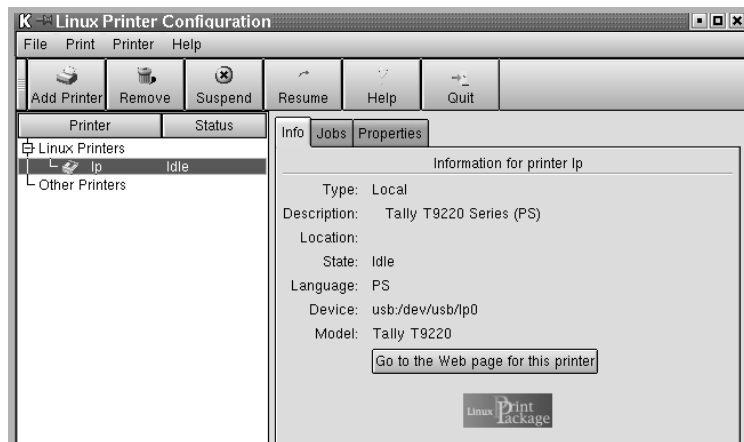 Linux Printer Configuration
File Print Printer Help
Add Printer Remove Suspend Resume Help Quit
Printer Status
Linux Printers
lp Idle
Other Printers
Info Jobs Properties
Information for printer lp
Type: Local
Description: Tally T9220 Series (PS)
Location:
State: Idle
Language: PS
Device: usb:/dev/usb/lp0
Model: Tally T9220
Go to the Web page for this printer
Linux Print Package